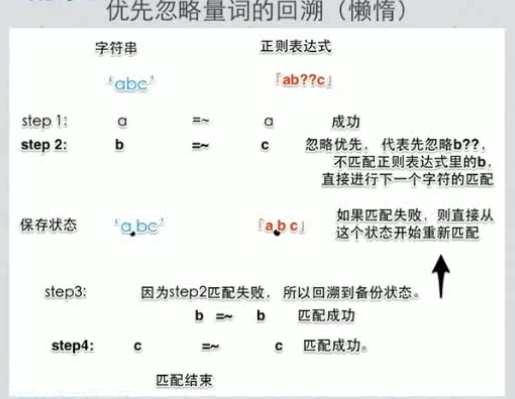 优先忽略量词的回溯（懒惰）
字符串 正则表达式
‘abc’ 「ab??c」
step 1: a =~ a 成功
step 2: b =~ c 忽略优先， 代表先忽略b??，
不匹配正则表达式里的b，
直接进行下一个字符的匹配
保存状态 ‘a,bc’ 「a,b c」 如果匹配失败，则直接从
这个状态开始重新匹配
step3: 因为step2匹配失败， 所以回溯到备份状态。
b =~ b 匹配成功
step4: c =~ c 匹配成功。
匹配结束